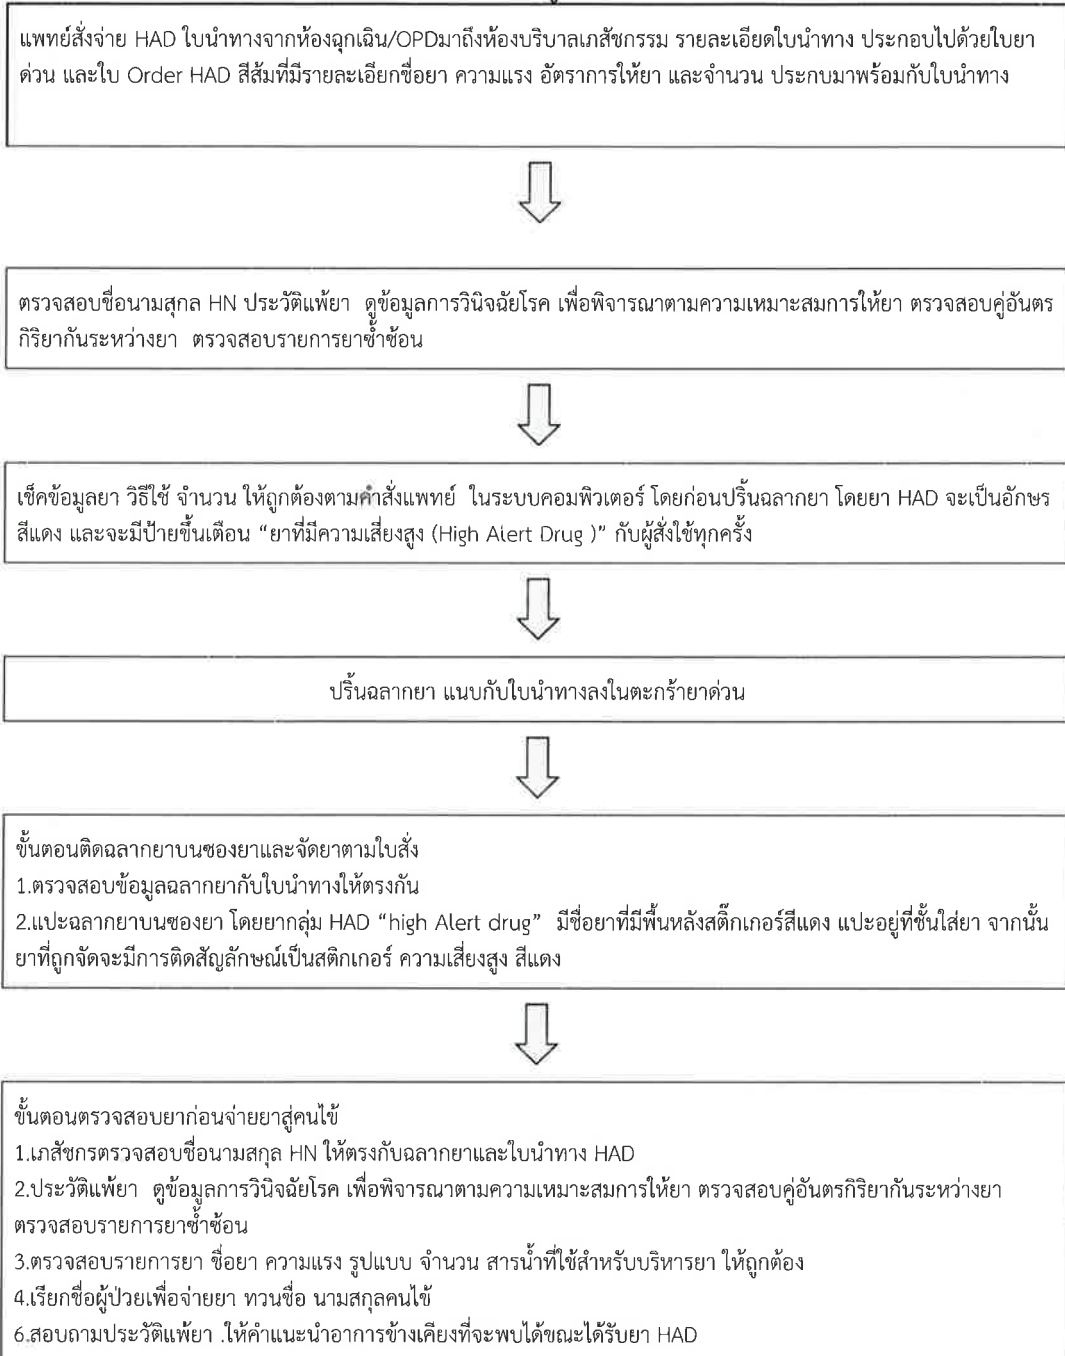 แพทย์สั่งจ่าย HAD ใบนำทางจากห้องฉุกเฉิน/OPDมาถึงห้องบริบาลเภสัชกรรม รายละเอียดใบนำทาง ประกอบไปด้วยใบยา
ด่วน และใบ Order HAD สีส้มที่มีรายละเอียกชื่อยา ความแรง อัตราการให้ยา และจำนวน ประกบมาพร้อมกับใบนำทาง
ตรวจสอบชื่อนามสุกล HN ประวัติแพ้ยา ดูข้อมูลการวินิจฉัยโรค เพื่อพิจารณาตามความเหมาะสมการให้ยา ตรวจสอบคู่อันตร
กิริยากันระหว่างยา ตรวจสอบรายการยาซ้ำซ้อน
เช็คข้อมูลยา วิธีใช้ จำนวน ให้ถูกต้องตามคำสั่งแพทย์ ในระบบคอมพิวเตอร์ โดยก่อนปริ้นฉลากยา โดยยา HAD จะเป็นอักษร
สีแดง และจะมีป้ายขึ้นเตือน “ยาที่มีความเสี่ยงสูง (High Alert Drug )” กับผู้สั่งใช้ทุกครั้ง
ปริ้นฉลากยา แนบกับใบนำทางลงในตะกร้ายาด่วน
ขั้นตอนติดฉลากยาบนซองยาและจัดยาตามใบสั่ง
1.ตรวจสอบข้อมูลฉลากยากับใบนำทางให้ตรงกัน
2.แปะฉลากยาบนซองยา โดยยากลุ่ม HAD “high Alert drug” มีชื่อยาที่มีพื้นหลังสติ๊กเกอร์สีแดง แปะอยู่ที่ชั้นใส่ยา จากนั้น
ยาที่ถูกจัดจะมีการติดสัญลักษณ์เป็นสติกเกอร์ ความเสี่ยงสูง สีแดง
ขั้นตอนตรวจสอบยาก่อนจ่ายยาสู่คนไข้
1.เภสัชกรตรวจสอบชื่อนามสกุล HN ให้ตรงกับฉลากยาและใบนำทาง HAD
2.ประวัติแพ้ยา ดูข้อมูลการวินิจฉัยโรค เพื่อพิจารณาตามความเหมาะสมการให้ยา ตรวจสอบคู่อันตรกิริยากันระหว่างยา
ตรวจสอบรายการยาซ้ำซ้อน
3.ตรวจสอบรายการยา ชื่อยา ความแรง รูปแบบ จำนวน สารน้ำที่ใช้สำหรับบริหารยา ให้ถูกต้อง
4.เรียกชื่อผู้ป่วยเพื่อจ่ายยา ทวนชื่อ นามสกุลคนไข้
6.สอบถามประวัติแพ้ยา .ให้คำแนะนำอาการข้างเคียงที่จะพบได้ขณะได้รับยา HAD